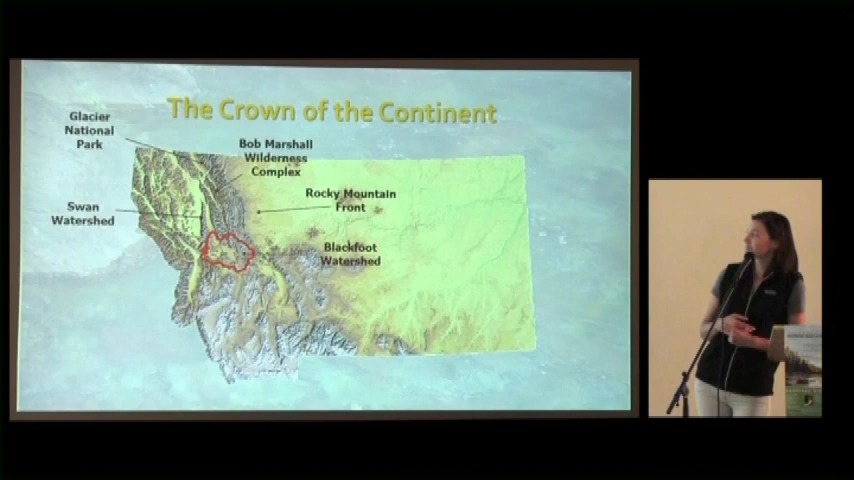 The Crown of the Continent
Glacier
National
Park
Bob Marshall
Wilderness
Complex
Rocky Mountain
Front
Swan
Watershed
Blackfoot
Watershed